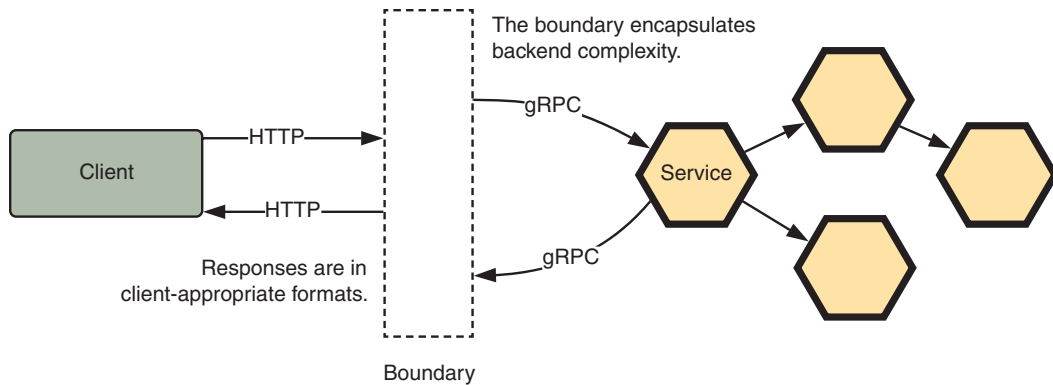 The boundary encapsulates
backend complexity.
gRPC
HTTP
Client
Service
HTTP
gRPC
Responses are in
client-appropriate formats.
Boundary